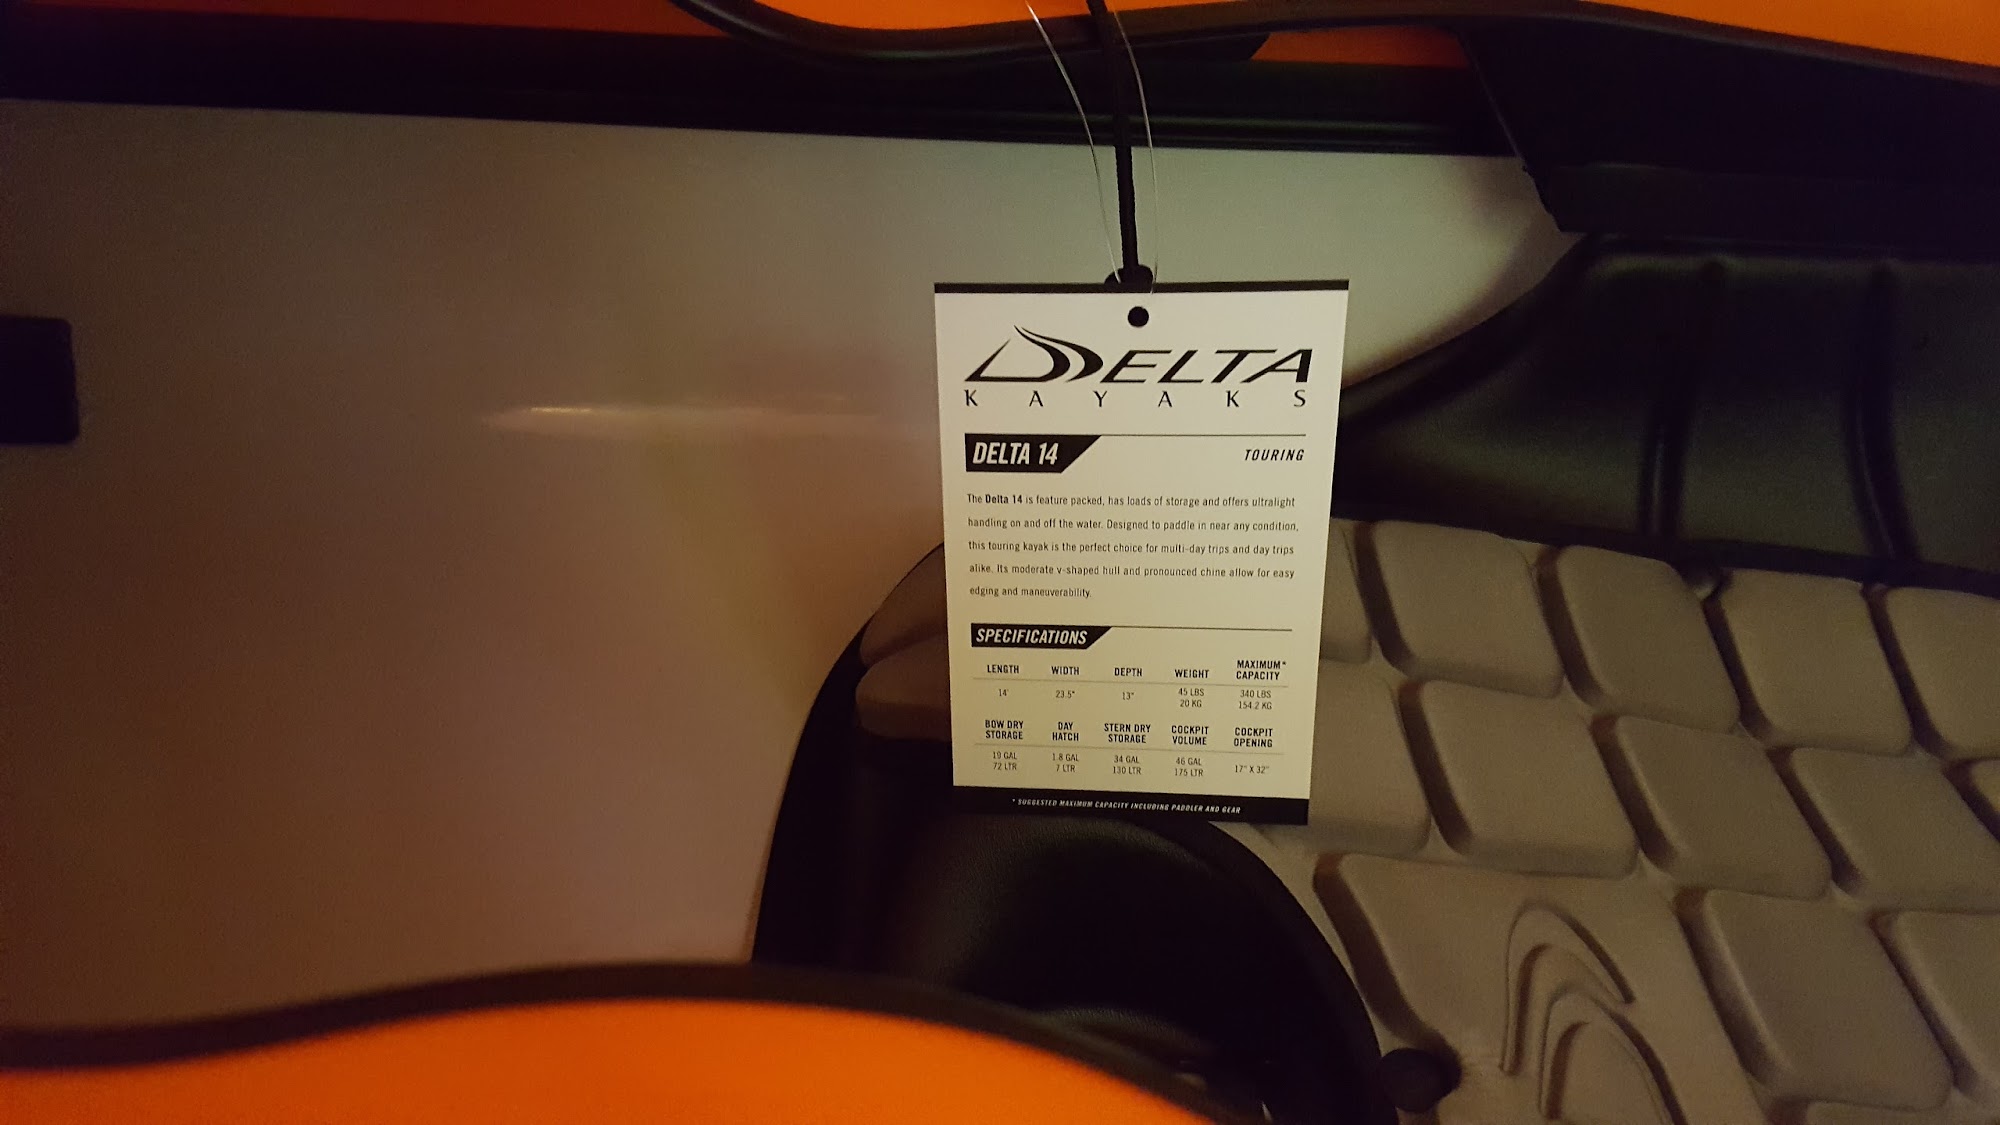 DELTA
KAYAKS
DELTA 14
TOURING
The Delta 14 is feature packed, has loads of storage and offers ultralight
handling on and off the water. Designed to paddle in near any condition,
this touring kayak is the perfect choice for multi-day trips and day trips
alike. Its moderate v-shaped hull and pronounced chine allow for easy
edging and maneuverability.
SPECIFICATIONS
LENGTH WIDTH DEPTH WEIGHT MAXIMUM* CAPACITY
14' 23.5" 13" 45 LBS 20 KG 340 LBS 154.2 KG
BOW DRY STORAGE DAY HATCH STERN DRY STORAGE COCKPIT VOLUME COCKPIT OPENING
19 GAL 72 LTR 1.8 GAL 7 LTR 34 GAL 130 LTR 46 GAL 175 LTR 17" X 32"
* SUGGESTED MAXIMUM CAPACITY INCLUDING PADDLER AND GEAR